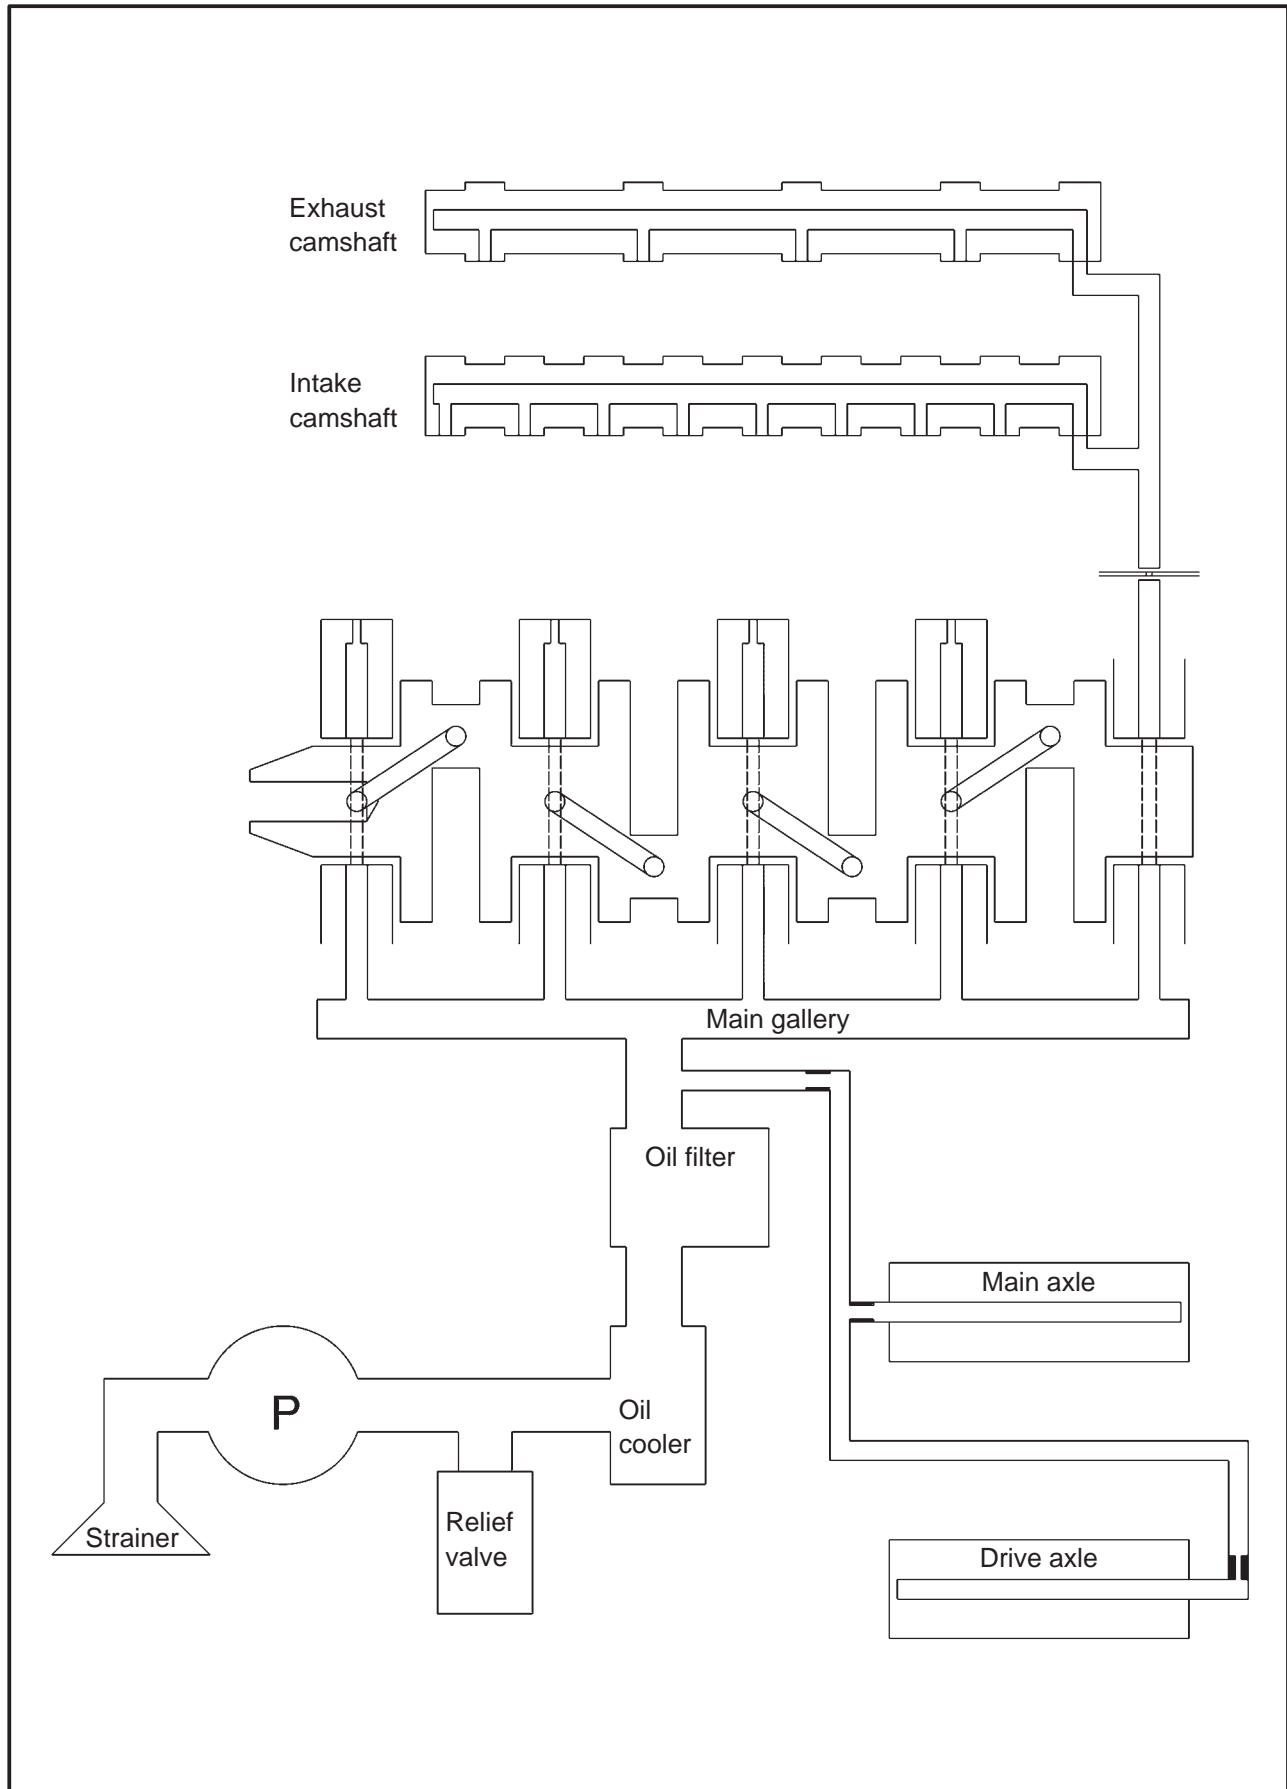 Exhaust
camshaft
Intake
camshaft
Main gallery
Oil filter
Main axle
P
Oil
cooler
Strainer
Relief
valve
Drive axle